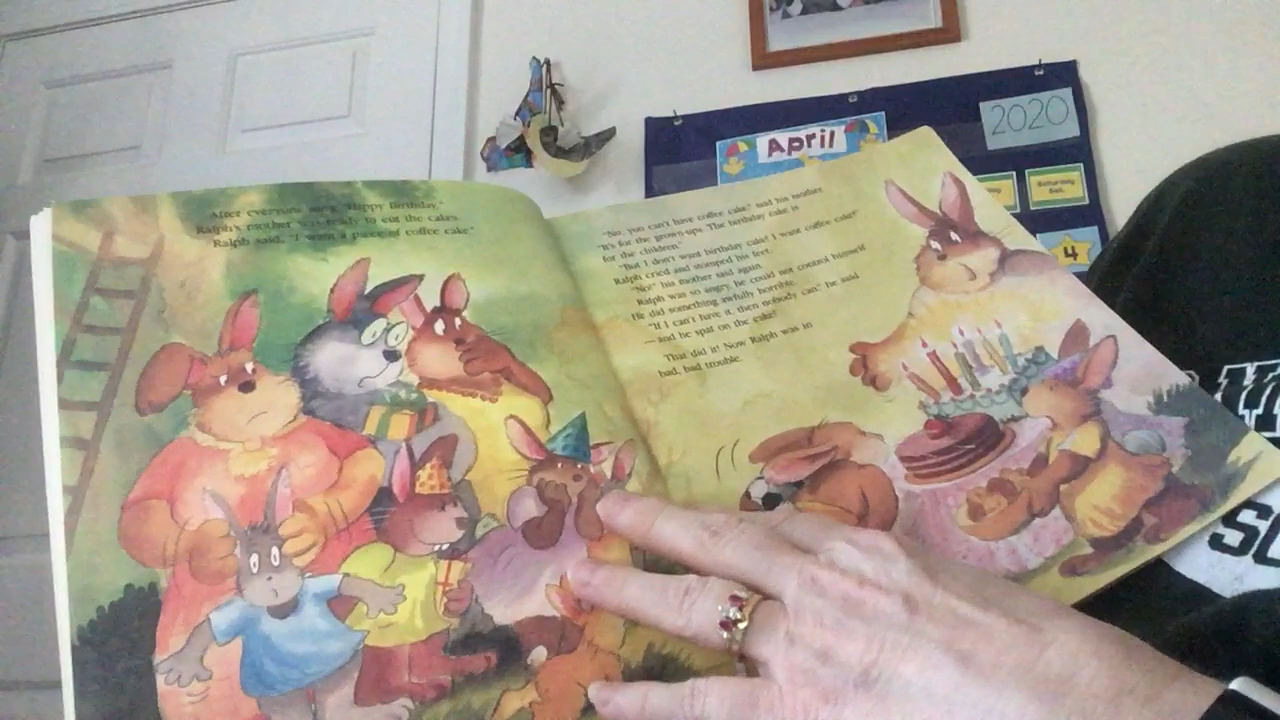 After everyone sang "Happy Birthday,"
Ralph's mother was ready to cut the cakes.
Ralph said, "I want a piece of coffee cake."
"No, you can't have coffee cake," said his mother.
"It's for the grown-ups. The birthday cake is
for the children."
"But I don't want birthday cake! I want coffee cake!"
Ralph cried and stomped his feet.
"No!" his mother said again.
Ralph was so angry, he could not control himself.
He did something awfully horrible.
"If I can't have it, then nobody can," he said
—and he spat on the cake!
That did it! Now Ralph was in
bad, bad trouble.
April
2020
Saturday
Sat.
4